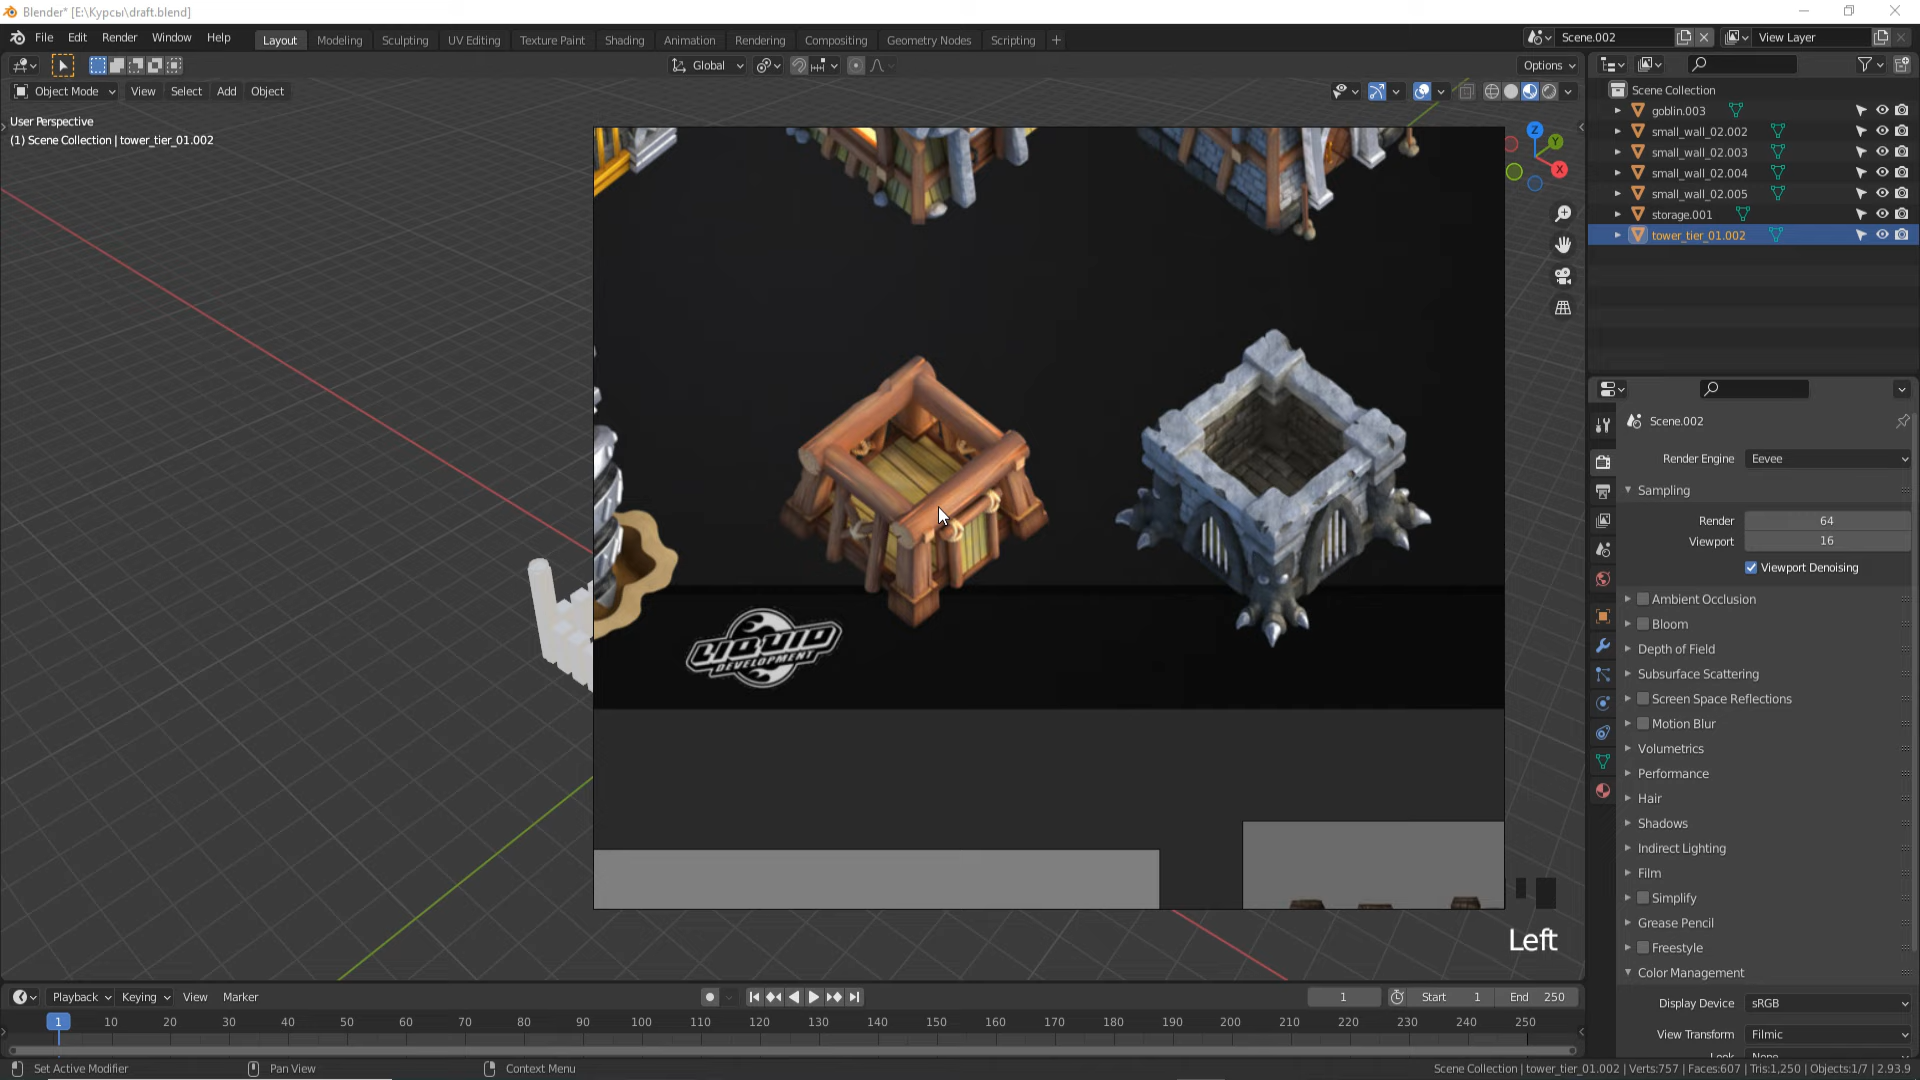 Blender* [E:\Курсы\draft.blend]
File Edit Render Window Help
Layout Modeling Sculpting UV Editing Texture Paint Shading Animation Rendering Compositing Geometry Nodes Scripting +
Scene.002
View Layer
Global
Options
Object Mode View Select Add Object
User Perspective
(1) Scene Collection | tower_tier_01.002
Z
Y
X
LIQUID
DEVELOPMENT
Left
Scene Collection
goblin.003
small_wall_02.002
small_wall_02.003
small_wall_02.004
small_wall_02.005
storage.001
tower_tier_01.002
Scene.002
Render Engine Eevee
Sampling
Render 64
Viewport 16
Viewport Denoising
Ambient Occlusion
Bloom
Depth of Field
Subsurface Scattering
Screen Space Reflections
Motion Blur
Volumetrics
Performance
Hair
Shadows
Indirect Lighting
Film
Simplify
Grease Pencil
Freestyle
Color Management
Display Device sRGB
View Transform Filmic
Look None
Playback Keying View Marker
1 Start 1 End 250
1 10 20 30 40 50 60 70 80 90 100 110 120 130 140 150 160 170 180 190 200 210 220 230 240 250
Set Active Modifier Pan View Context Menu
Scene Collection | tower_tier_01.002 | Verts:757 | Faces:607 | Tris:1,250 | Objects:1/7 | 2.93.9